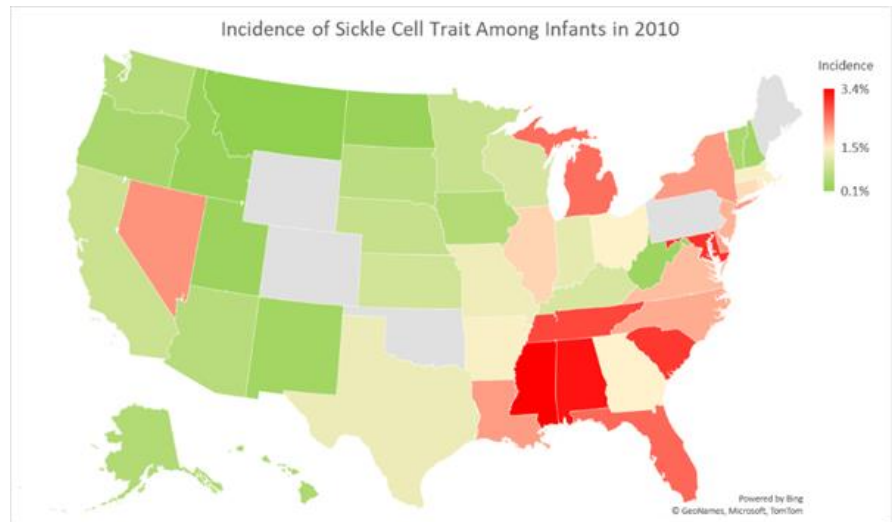 Incidence of Sickle Cell Trait Among Infants in 2010
Incidence
3.4%
1.5%
0.1%
Powered by Bing
© GeoNames, Microsoft, TomTom